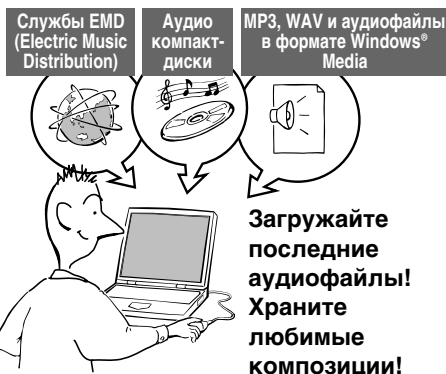 Службы EMD
(Electric Music
Distribution)
Аудио
компакт-
диски
MP3, WAV и аудиофайлы
в формате Windows®
Media
Загружайте
последние
аудиофайлы!
Храните
любимые
композиции!